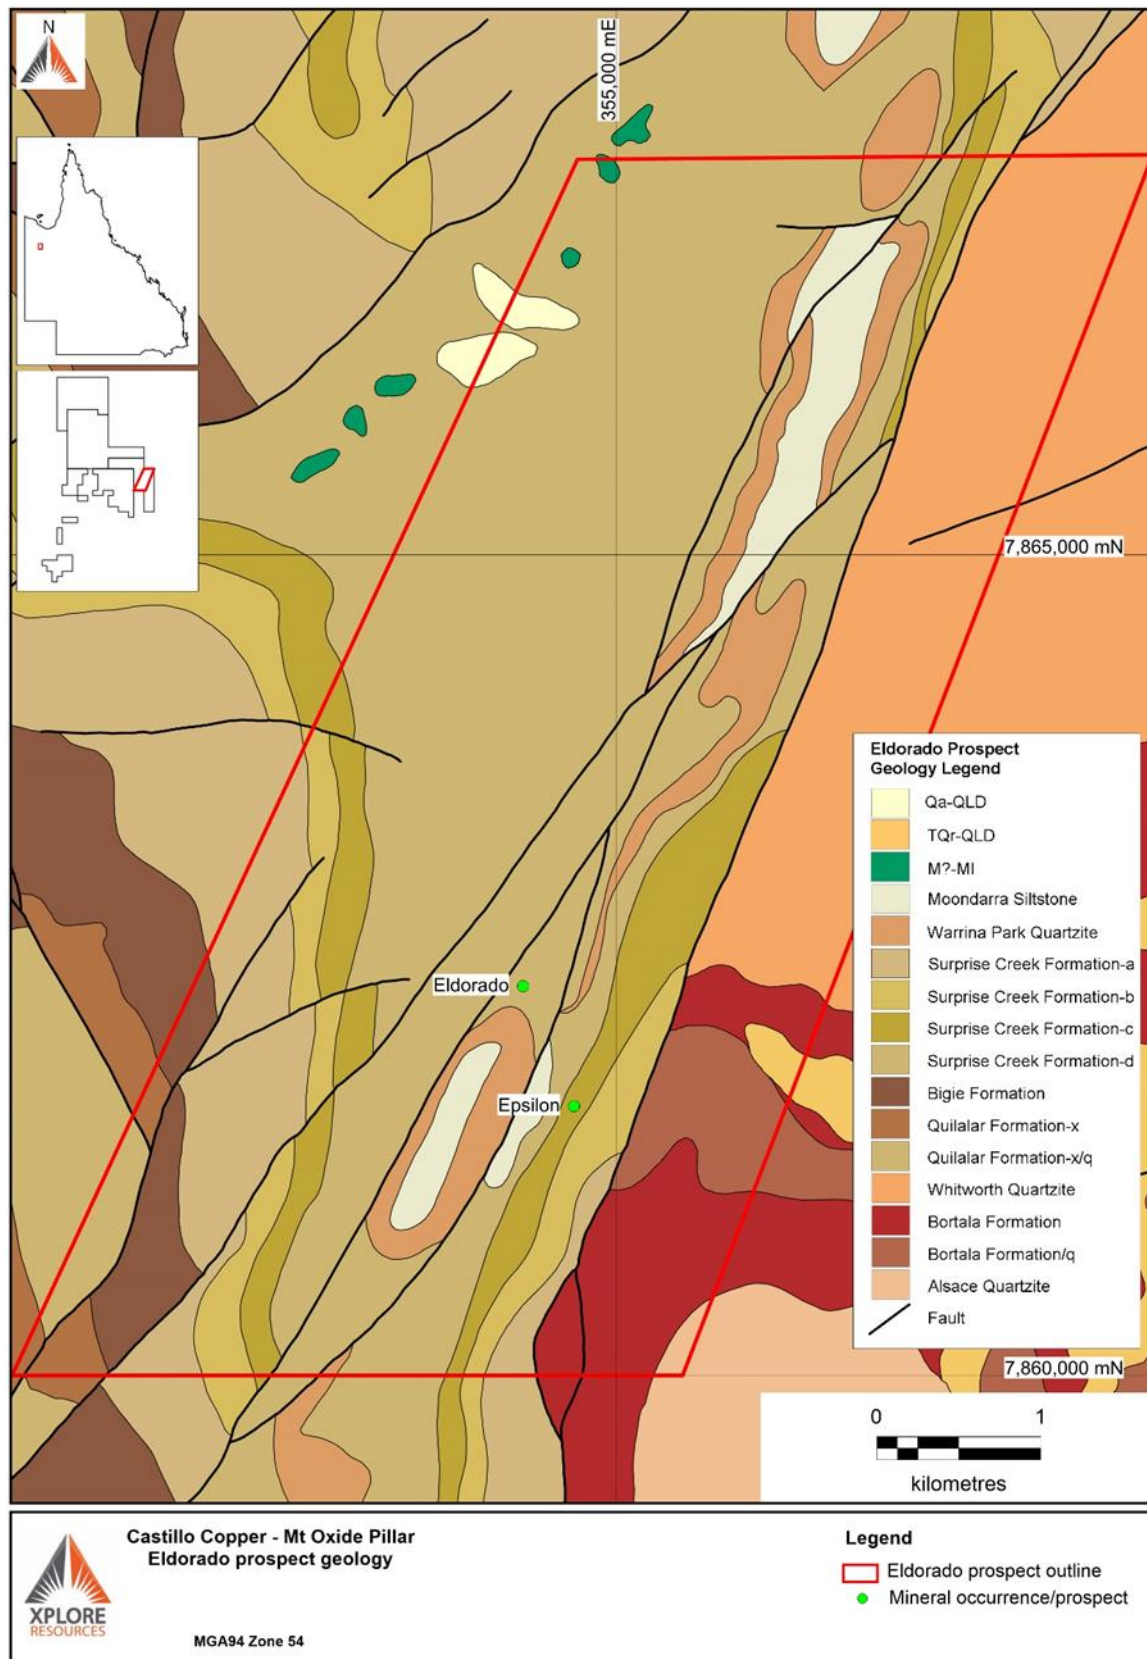 N
355,000 mE
7,865,000 mN
Eldorado Prospect
Geology Legend
Qa-QLD
TQr-QLD
M?-MI
Moondarra Siltstone
Warrina Park Quartzite
Surprise Creek Formation-a
Surprise Creek Formation-b
Surprise Creek Formation-c
Surprise Creek Formation-d
Bigie Formation
Quilalar Formation-x
Quilalar Formation-x/q
Whitworth Quartzite
Bortala Formation
Bortala Formation/q
Alsace Quartzite
Fault
Eldorado
Epsilon
7,860,000 mN
0 1
kilometres
Castillo Copper - Mt Oxide Pillar
Eldorado prospect geology
XPLORE
RESOURCES
MGA94 Zone 54
Legend
Eldorado prospect outline
Mineral occurrence/prospect